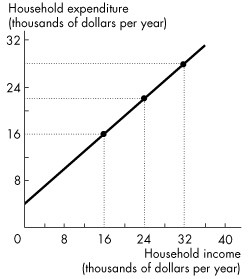 Household expenditure
(thousands of dollars per year)
32
24
16
8
0 8 16 24 32 40
Household income
(thousands of dollars per year)